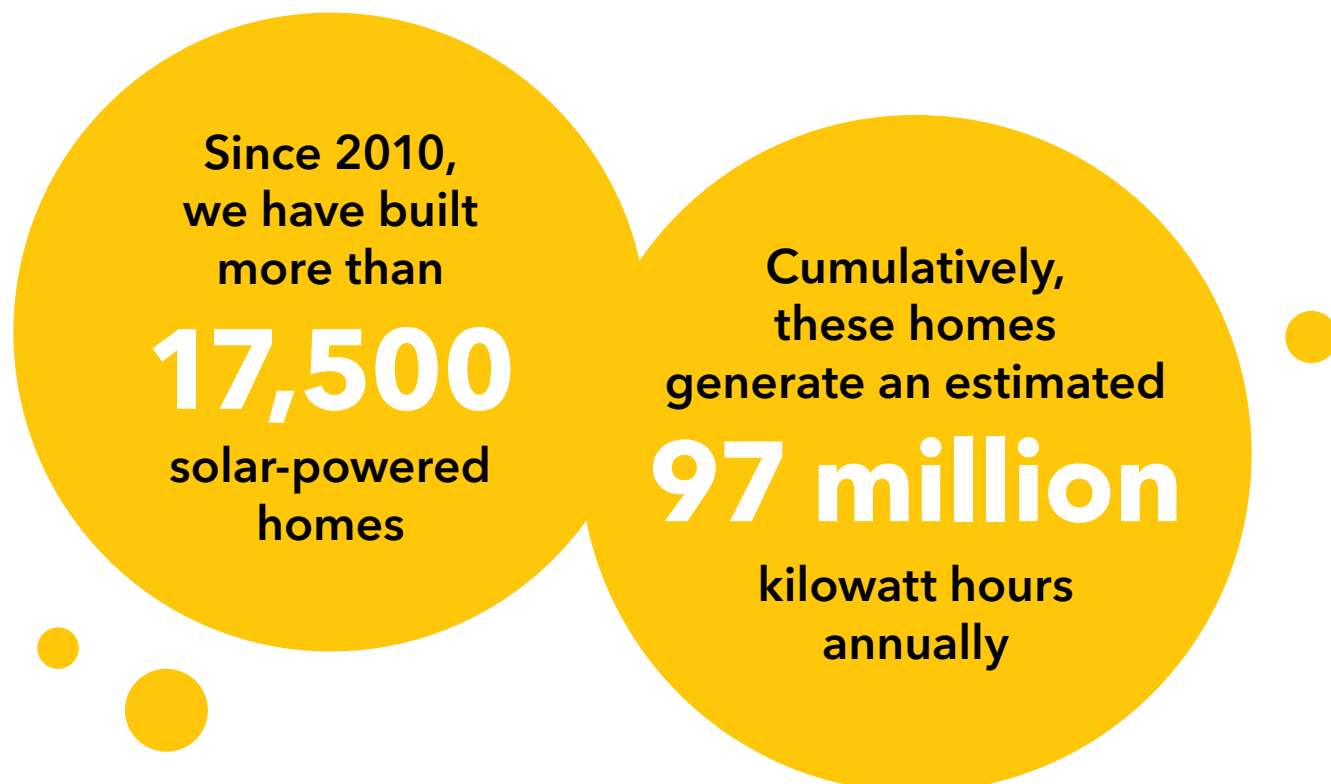 Since 2010,
we have built
more than
17,500
solar-powered
homes
Cumulatively,
these homes
generate an estimated
97 million
kilowatt hours
annually